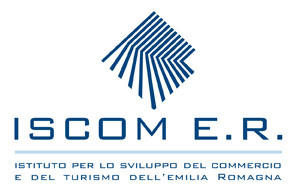 ISCOM E.R.
ISTITUTO PER LO SVILUPPO DEL COMMERCIO
E DEL TURISMO DELL'EMILIA ROMAGNA